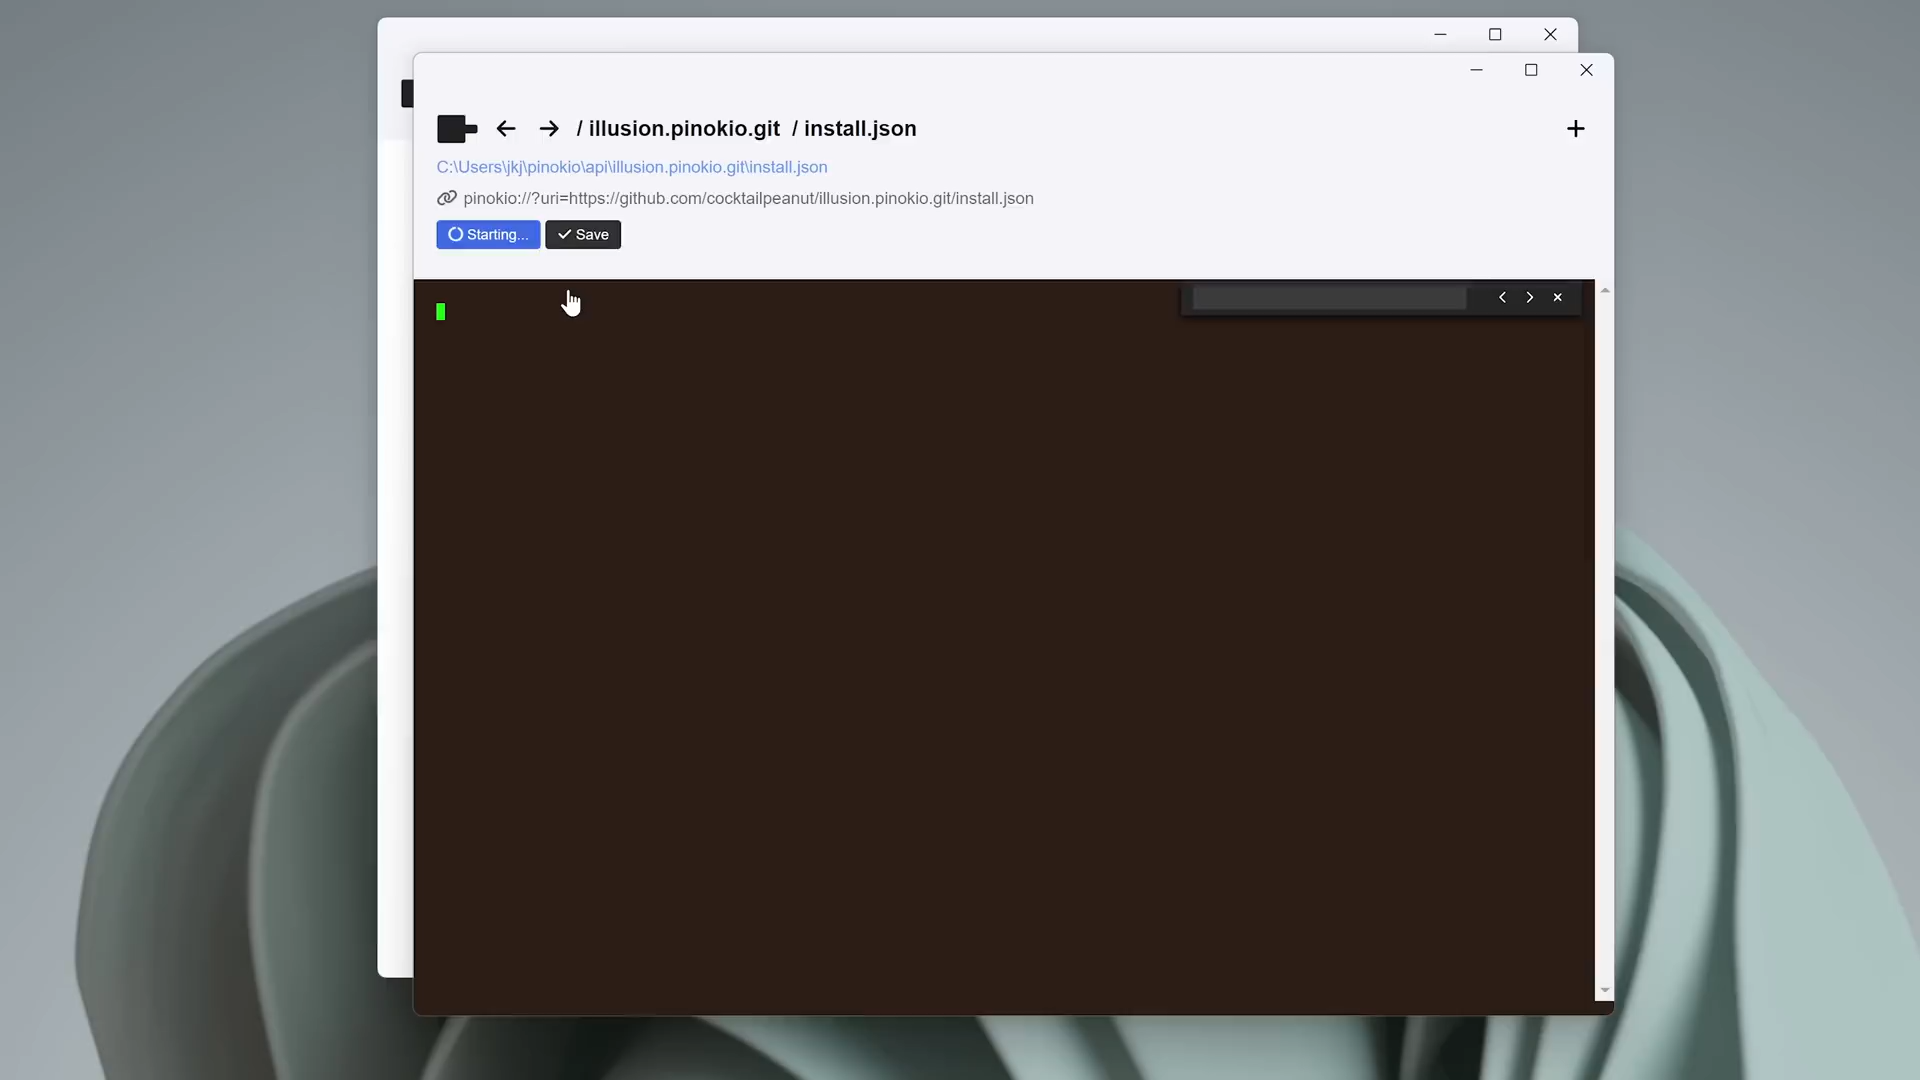 / illusion.pinokio.git / install.json
C:\Users\jkj\pinokio\api\illusion.pinokio.git\install.json
pinokio://?uri=https://github.com/cocktailpeanut/illusion.pinokio.git/install.json
Starting... Save